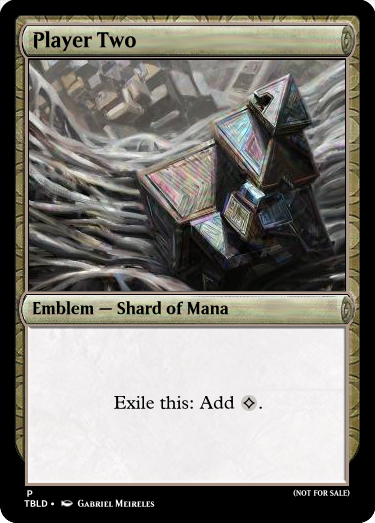 Player Two
Emblem — Shard of Mana
Exile this: Add ◇.
P
(NOT FOR SALE)
TBLD • GABRIEL MEIRELES